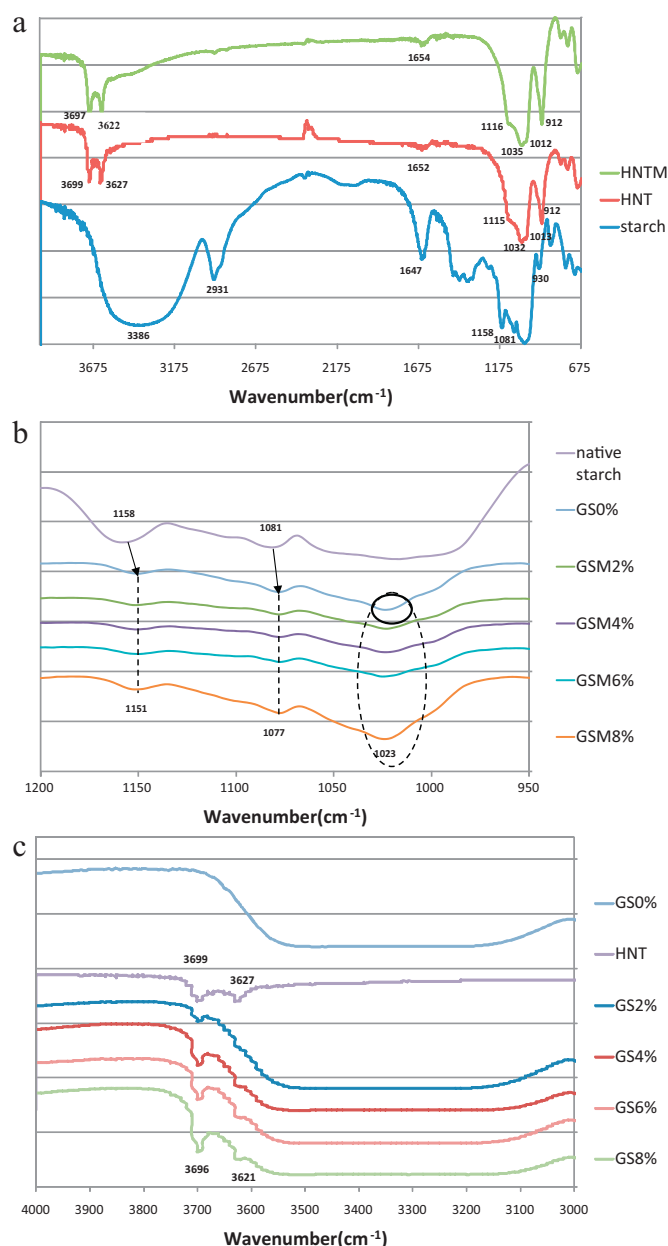 a
1654
3697
3622
1116
912
1035
1012
HNTM
3699
3627
1652
1115
912
1032
1013
HNT
starch
2931
1647
930
3386
1158
1081
3675 3175 2675 2175 1675 1175 675
Wavenumber(cm⁻¹)
b
native
starch
1158
1081
GS0%
GSM2%
GSM4%
GSM6%
1151
1077
1023
GSM8%
1200 1150 1100 1050 1000 950
Wavenumber(cm⁻¹)
c
GS0%
3699
3627
HNT
GS2%
GS4%
GS6%
3696
3621
GS8%
4000 3900 3800 3700 3600 3500 3400 3300 3200 3100 3000
Wavenumber(cm⁻¹)